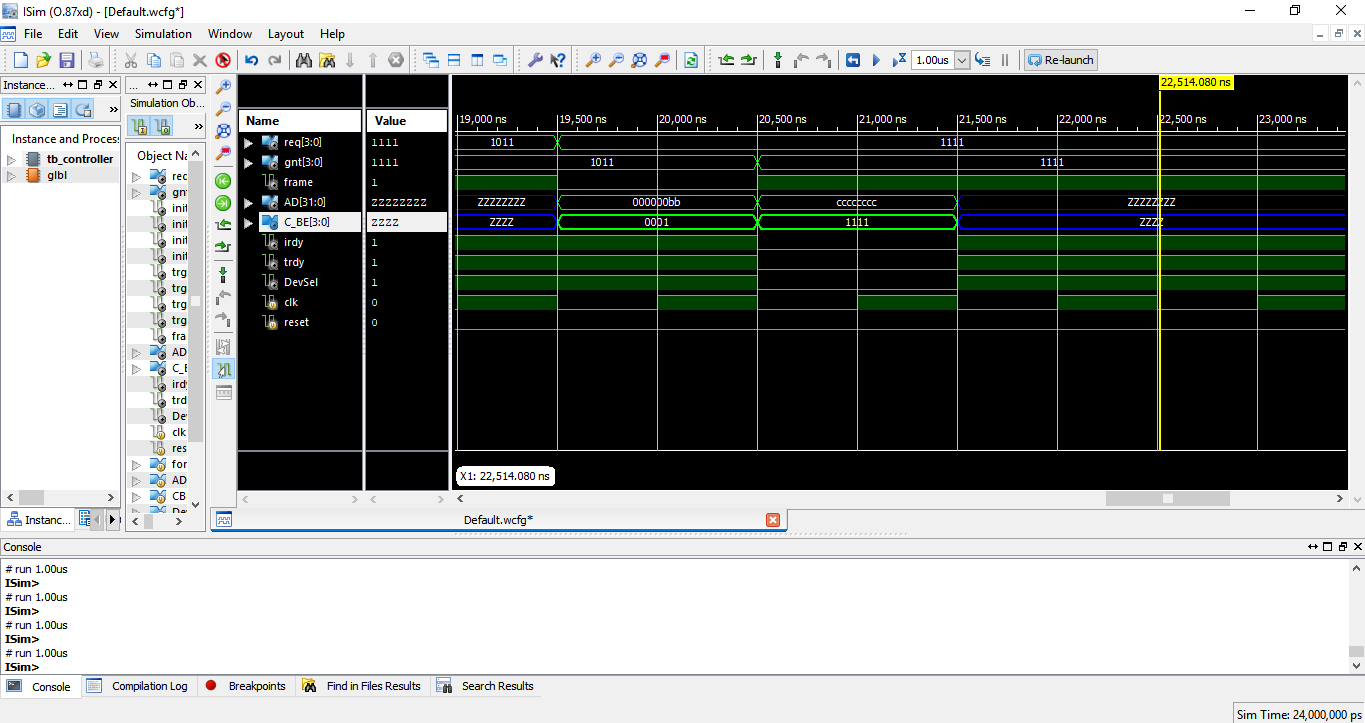 ISim (O.87xd) - [Default.wcfg*]
File Edit View Simulation Window Layout Help
1.00us Re-launch
Instance...
...
Simulation Ob...
Instance and Proces
tb_controller
glbl
Object Na
req
gnt
init
init
init
init
trg
trg
trg
trg
fra
AD
C_B
irdy
trd
De
clk
res
for
AD
CB
De
Instanc...
22,514.080 ns
Name Value
19,000 ns 19,500 ns 20,000 ns 20,500 ns 21,000 ns 21,500 ns 22,000 ns 22,500 ns 23,000 ns
req[3:0] 1111 1011 1111
gnt[3:0] 1111 1011 1111
frame 1
AD[31:0] zzzzzzzz ZZZZZZZZ 000000bb cccccccc ZZZZZZZZ
C_BE[3:0] zzzz ZZZZ 0001 1111 ZZZZ
irdy 1
trdy 1
DevSel 1
clk 0
reset 0
X1: 22,514.080 ns
Default.wcfg*
Console
# run 1.00us
ISim>
# run 1.00us
ISim>
# run 1.00us
ISim>
# run 1.00us
ISim>
Console Compilation Log Breakpoints Find in Files Results Search Results
Sim Time: 24,000,000 ps